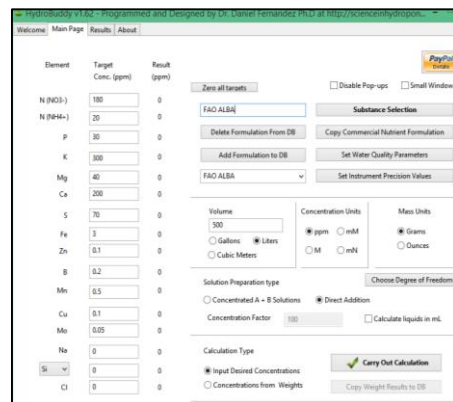 HydroBuddy v1.62 - Programmed and Designed by Dr. Daniel Fernandez Ph.D at http://scienceinhydropon...
Welcome Main Page Results About
PayPal
Donate
Element Target Conc. (ppm) Result (ppm)
Zero all targets Disable Pop-ups Small Window
N (NO3-) 180 0
FAO ALBA Substance Selection
N (NH4+) 20 0
Delete Formulation From DB Copy Commercial Nutrient Formulation
P 30 0
Add Formulation to DB Set Water Quality Parameters
K 300 0
FAO ALBA Set Instrument Precision Values
Mg 40 0
Ca 200 0
Volume Concentration Units Mass Units
S 70 0
500 ppm mM Grams
Fe 3 0
Gallons Liters M mN Ounces
Zn 0.1 0
Cubic Meters
B 0.2 0
Solution Preparation type Choose Degree of Freedom
Mn 0.5 0
Concentrated A + B Solutions Direct Addition
Cu 0.1 0
Concentration Factor 100 Calculate liquids in mL
Mo 0.05 0
Na 0 0
Calculation Type
Si 0 0
Input Desired Concentrations Carry Out Calculation
Cl 0 0
Concentrations from Weights Copy Weight Results to DB